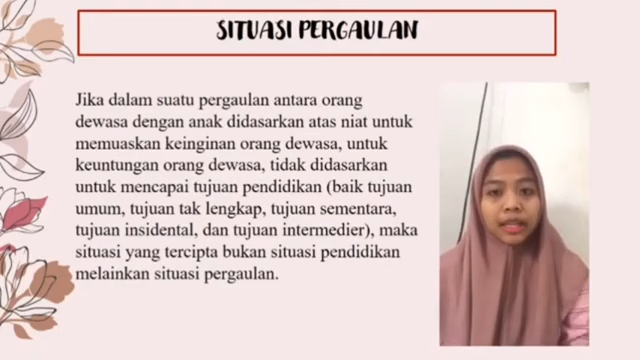 SITUASI PERGAULAN
Jika dalam suatu pergaulan antara orang
dewasa dengan anak didasarkan atas niat untuk
memuaskan keinginan orang dewasa, untuk
keuntungan orang dewasa, tidak didasarkan
untuk mencapai tujuan pendidikan (baik tujuan
umum, tujuan tak lengkap, tujuan sementara,
tujuan insidental, dan tujuan intermedier), maka
situasi yang tercipta bukan situasi pendidikan
melainkan situasi pergaulan.